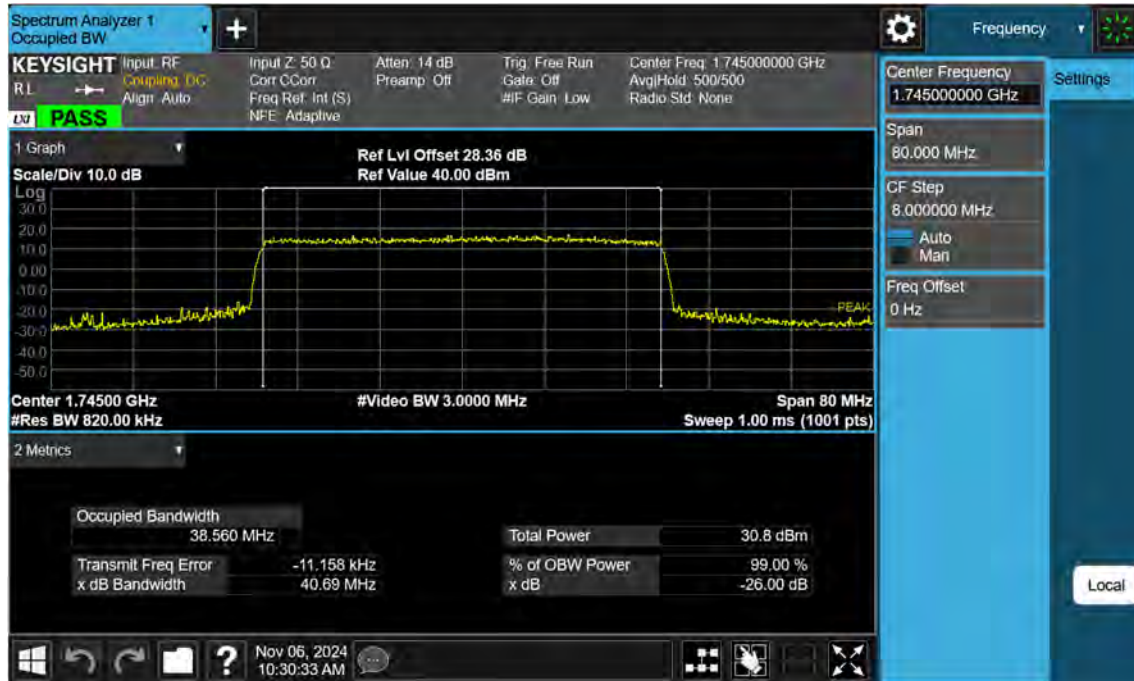 Spectrum Analyzer 1
Occupied BW
+
Frequency
KEYSIGHT
RL
LXI PASS
Input: RF
Coupling: DC
Align: Auto
Input Z: 50 Ω
Corr CCorr
Freq Ref: Int (S)
NFE: Adaptive
Atten: 14 dB
Preamp: Off
Trig: Free Run
Gate: Off
#IF Gain: Low
Center Freq: 1.745000000 GHz
Avg|Hold: 500/500
Radio Std: None
Center Frequency
1.745000000 GHz
Settings
Span
80.000 MHz
CF Step
8.000000 MHz
Auto
Man
Freq Offset
0 Hz
1 Graph
Scale/Div 10.0 dB
Ref Lvl Offset 28.36 dB
Ref Value 40.00 dBm
Log
30.0
20.0
10.0
0.00
-10.0
-20.0
-30.0
-40.0
-50.0
PEAK
Center 1.74500 GHz
#Video BW 3.0000 MHz
Span 80 MHz
#Res BW 820.00 kHz
Sweep 1.00 ms (1001 pts)
2 Metrics
Occupied Bandwidth
38.560 MHz
Total Power 30.8 dBm
Transmit Freq Error -11.158 kHz
% of OBW Power 99.00 %
x dB Bandwidth 40.69 MHz
x dB -26.00 dB
Local
?
Nov 06, 2024
10:30:33 AM